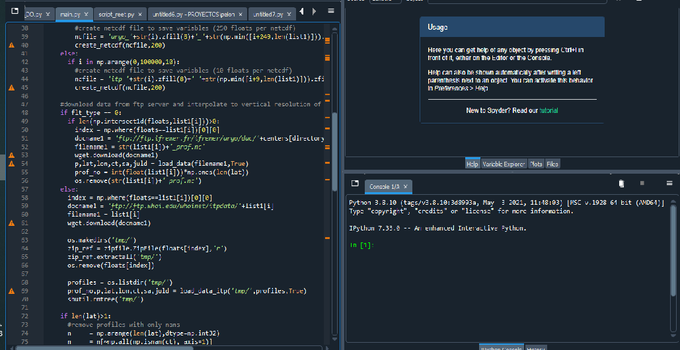 CO.py main.py script_reef.py untitled6.py - PROYECTOS pelon untitled7.py
38 #create netcdf file to save variables (250 floats per netcdf)
39 ncfile = 'argo_'+str(i).zfill(8)+'_'+str(np.min([i+249,len(list1)])).
40 create_netcdf(ncfile,200)
41 else:
42 if i in np.arange(0,100000,10):
43 #create netcdf file to save variables (10 floats per netcdf)
44 ncfile = 'itp_'+str(i).zfill(8)+'_'+str(np.min([i+9,len(list1)])).zfi
45 create_netcdf(ncfile,200)
46
47 #download data from ftp server and interpolate to vertical resolution of
48 if flt_type == 0:
49 if len(np.intersect1d(floats,list1[i]))>0:
50 index = np.where(floats==list1[i])[0][0]
51 docname1 = 'ftp://ftp.ifremer.fr/ifremer/argo/dac/'+centers[directory
52 filename1 = str(list1[i])+'_prof.nc'
53 wget.download(docname1)
54 p,lat,lon,ct,sa,juld = load_data(filename1,True)
55 prof_no = int(float(list1[i]))*np.ones(len(lat))
56 os.remove(str(list1[i])+'_prof.nc')
57 else:
58 index = np.where(floats==list1[i])[0][0]
59 docname1 = 'ftp://ftp.whoi.edu/whoinet/itpdata/'+list1[i]
60 filename1 = list1[i]
61 wget.download(docname1)
62
63 os.makedirs('tmp/')
64 zip_ref = zipfile.ZipFile(floats[index],'r')
65 zip_ref.extractall('tmp/')
66 os.remove(floats[index])
67
68 profiles = os.listdir('tmp/')
69 prof_no,p,lat,lon,ct,sa,juld = load_data_itp('tmp/',profiles,True)
70 shutil.rmtree('tmp/')
71
72 if len(lat)>1:
73 #remove profiles with only nans
74 n = np.arange(len(lat),dtype=np.int32)
75 n = n[~np.all(np.isnan(ct), axis=1)]
Usage
Here you can get help of any object by pressing Ctrl+I in
front of it, either on the Editor or the Console.
Help can also be shown automatically after writing a left
parenthesis next to an object. You can activate this behavior
in Preferences > Help.
New to Spyder? Read our tutorial
Help Variable Explorer Plots Files
Console 1/A
Python 3.8.10 (tags/v3.8.10:3d8993a, May 3 2021, 11:48:03) [MSC v.1928 64 bit (AMD64)]
Type "copyright", "credits" or "license" for more information.
IPython 7.33.0 -- An enhanced Interactive Python.
In [1]: